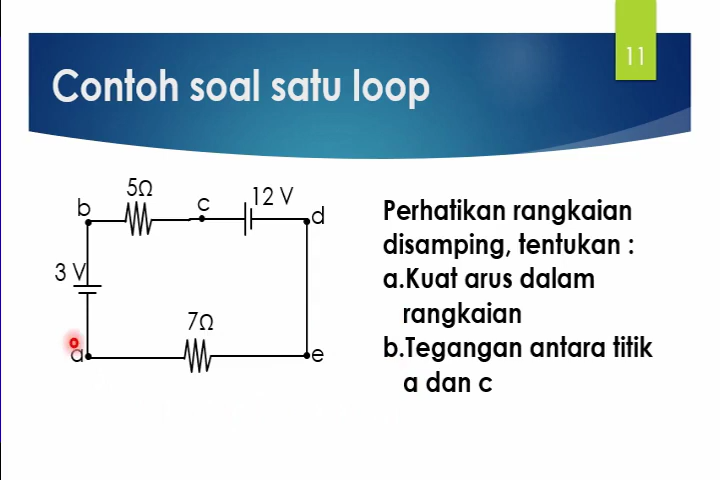 11
Contoh soal satu loop
5Ω
12 V
b
c
d
3 V
7Ω
a
e
Perhatikan rangkaian
disamping, tentukan :
a.Kuat arus dalam
rangkaian
b.Tegangan antara titik
a dan c